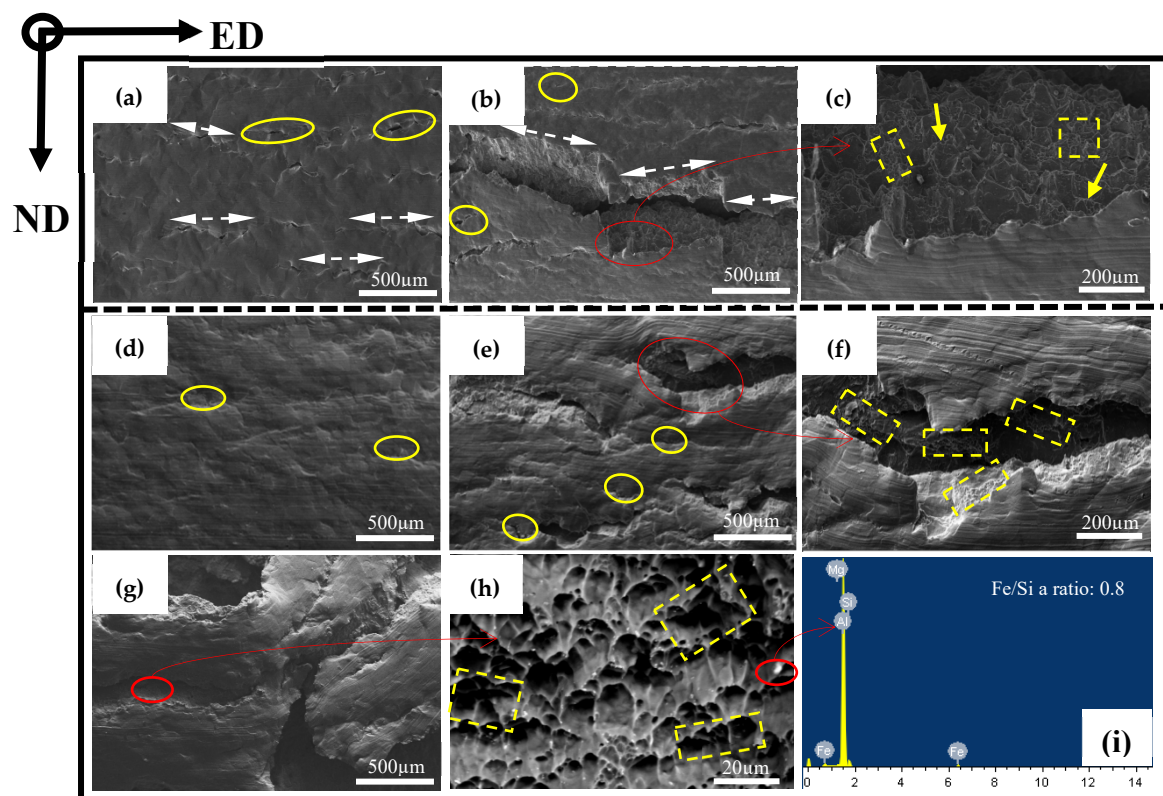 ED
ND
(a)
500µm
(b)
500µm
(c)
200µm
(d)
500µm
(e)
500µm
(f)
200µm
(g)
500µm
(h)
20µm
Mg
Si
Al
Fe
Fe
Fe/Si a ratio: 0.8
(i)
0 2 4 6 8 10 12 14